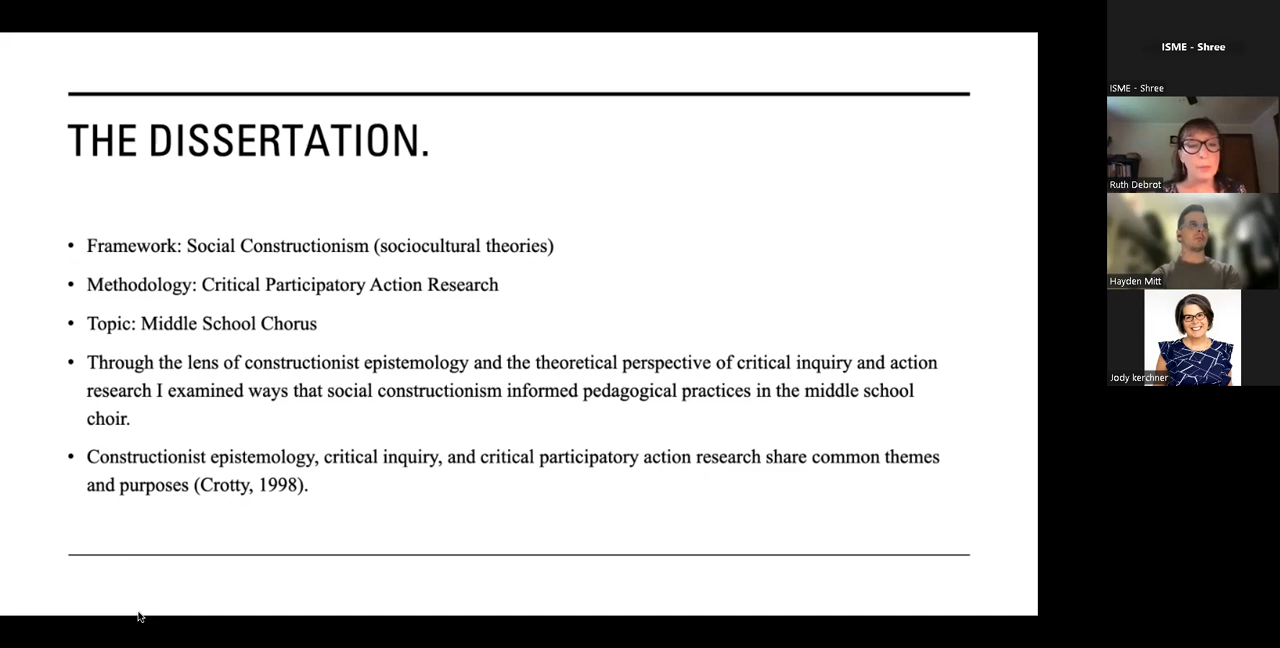 THE DISSERTATION.
• Framework: Social Constructionism (sociocultural theories)
• Methodology: Critical Participatory Action Research
• Topic: Middle School Chorus
• Through the lens of constructionist epistemology and the theoretical perspective of critical inquiry and action
research I examined ways that social constructionism informed pedagogical practices in the middle school
choir.
• Constructionist epistemology, critical inquiry, and critical participatory action research share common themes
and purposes (Crotty, 1998).
ISME - Shree
ISME - Shree
Ruth Debrot
Hayden Mitt
Jody kerchner